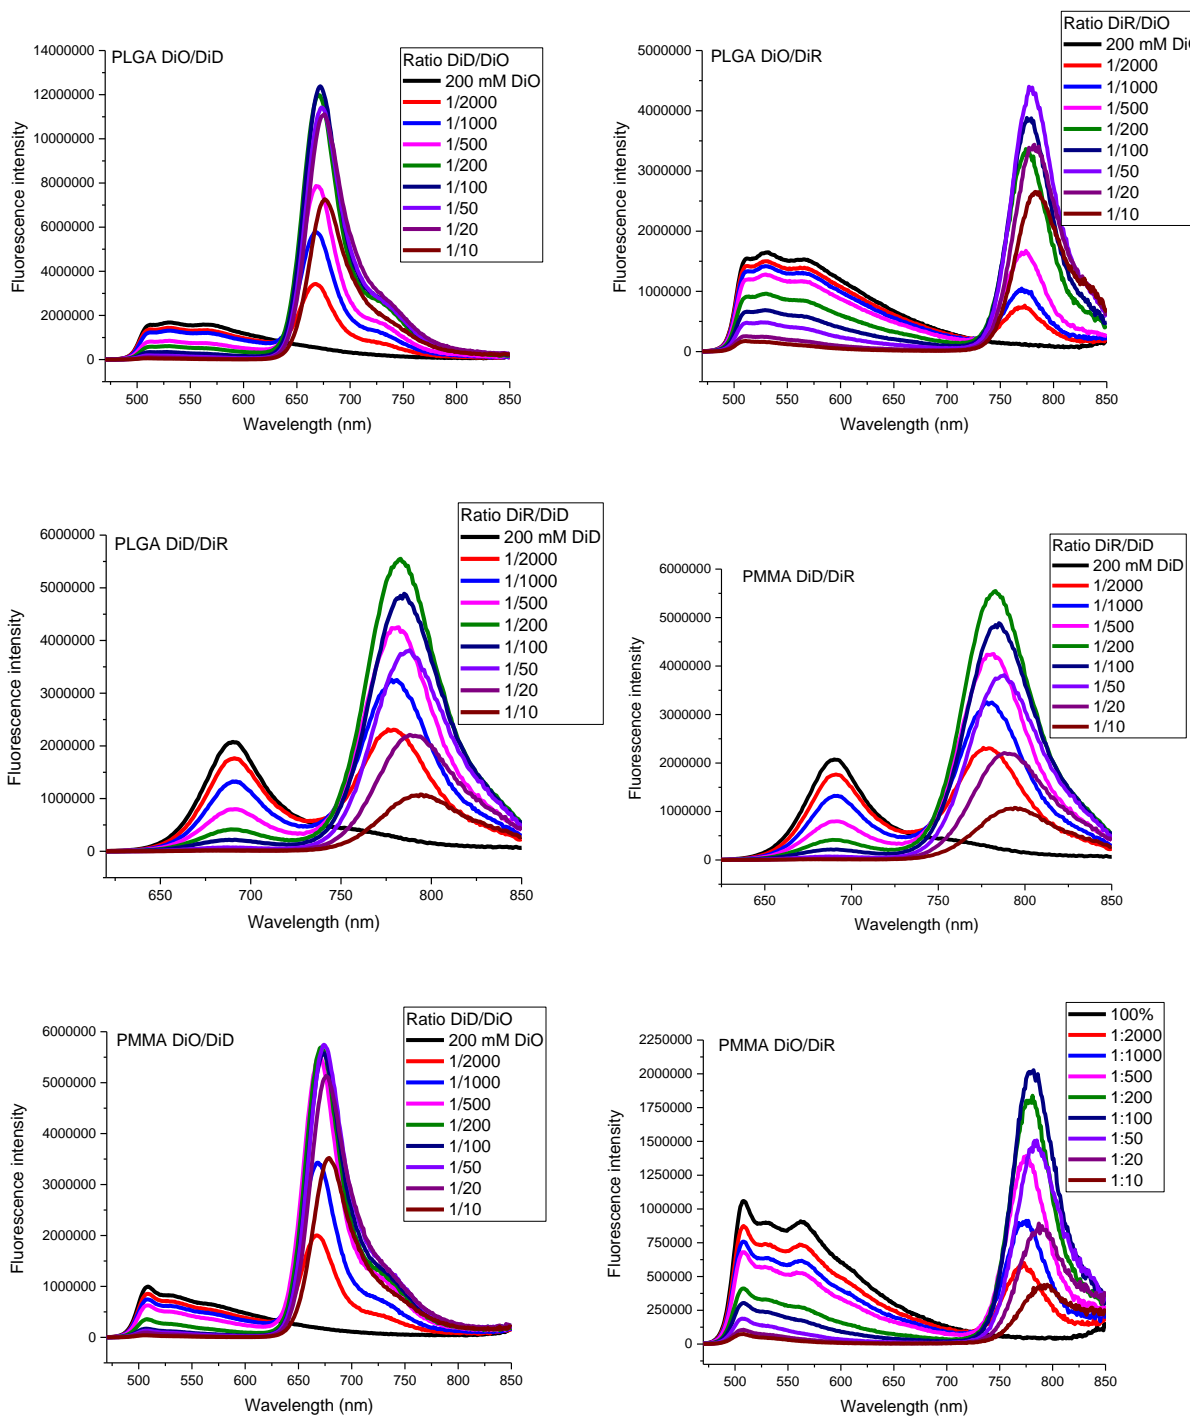 PLGA DiO/DiD
Ratio DiD/DiO
200 mM DiO
1/2000
1/1000
1/500
1/200
1/100
1/50
1/20
1/10
14000000
12000000
10000000
8000000
6000000
4000000
2000000
0
Fluorescence intensity
500 550 600 650 700 750 800 850
Wavelength (nm)
PLGA DiO/DiR
Ratio DiR/DiO
200 mM DiO
1/2000
1/1000
1/500
1/200
1/100
1/50
1/20
1/10
5000000
4000000
3000000
2000000
1000000
0
Fluorescence intensity
500 550 600 650 700 750 800 850
Wavelength (nm)
PLGA DiD/DiR
Ratio DiR/DiD
200 mM DiD
1/2000
1/1000
1/500
1/200
1/100
1/50
1/20
1/10
6000000
5000000
4000000
3000000
2000000
1000000
0
Fluorescence intensity
650 700 750 800 850
Wavelength (nm)
PMMA DiD/DiR
Ratio DiR/DiD
200 mM DiD
1/2000
1/1000
1/500
1/200
1/100
1/50
1/20
1/10
6000000
5000000
4000000
3000000
2000000
1000000
0
Fluorescence intensity
650 700 750 800 850
Wavelength (nm)
PMMA DiO/DiD
Ratio DiD/DiO
200 mM DiO
1/2000
1/1000
1/500
1/200
1/100
1/50
1/20
1/10
6000000
5000000
4000000
3000000
2000000
1000000
0
Fluorescence intensity
500 550 600 650 700 750 800 850
Wavelength (nm)
PMMA DiO/DiR
100%
1:2000
1:1000
1:500
1:200
1:100
1:50
1:20
1:10
2250000
2000000
1750000
1500000
1250000
1000000
750000
500000
250000
0
Fluorescence intensity
500 550 600 650 700 750 800 850
Wavelength (nm)